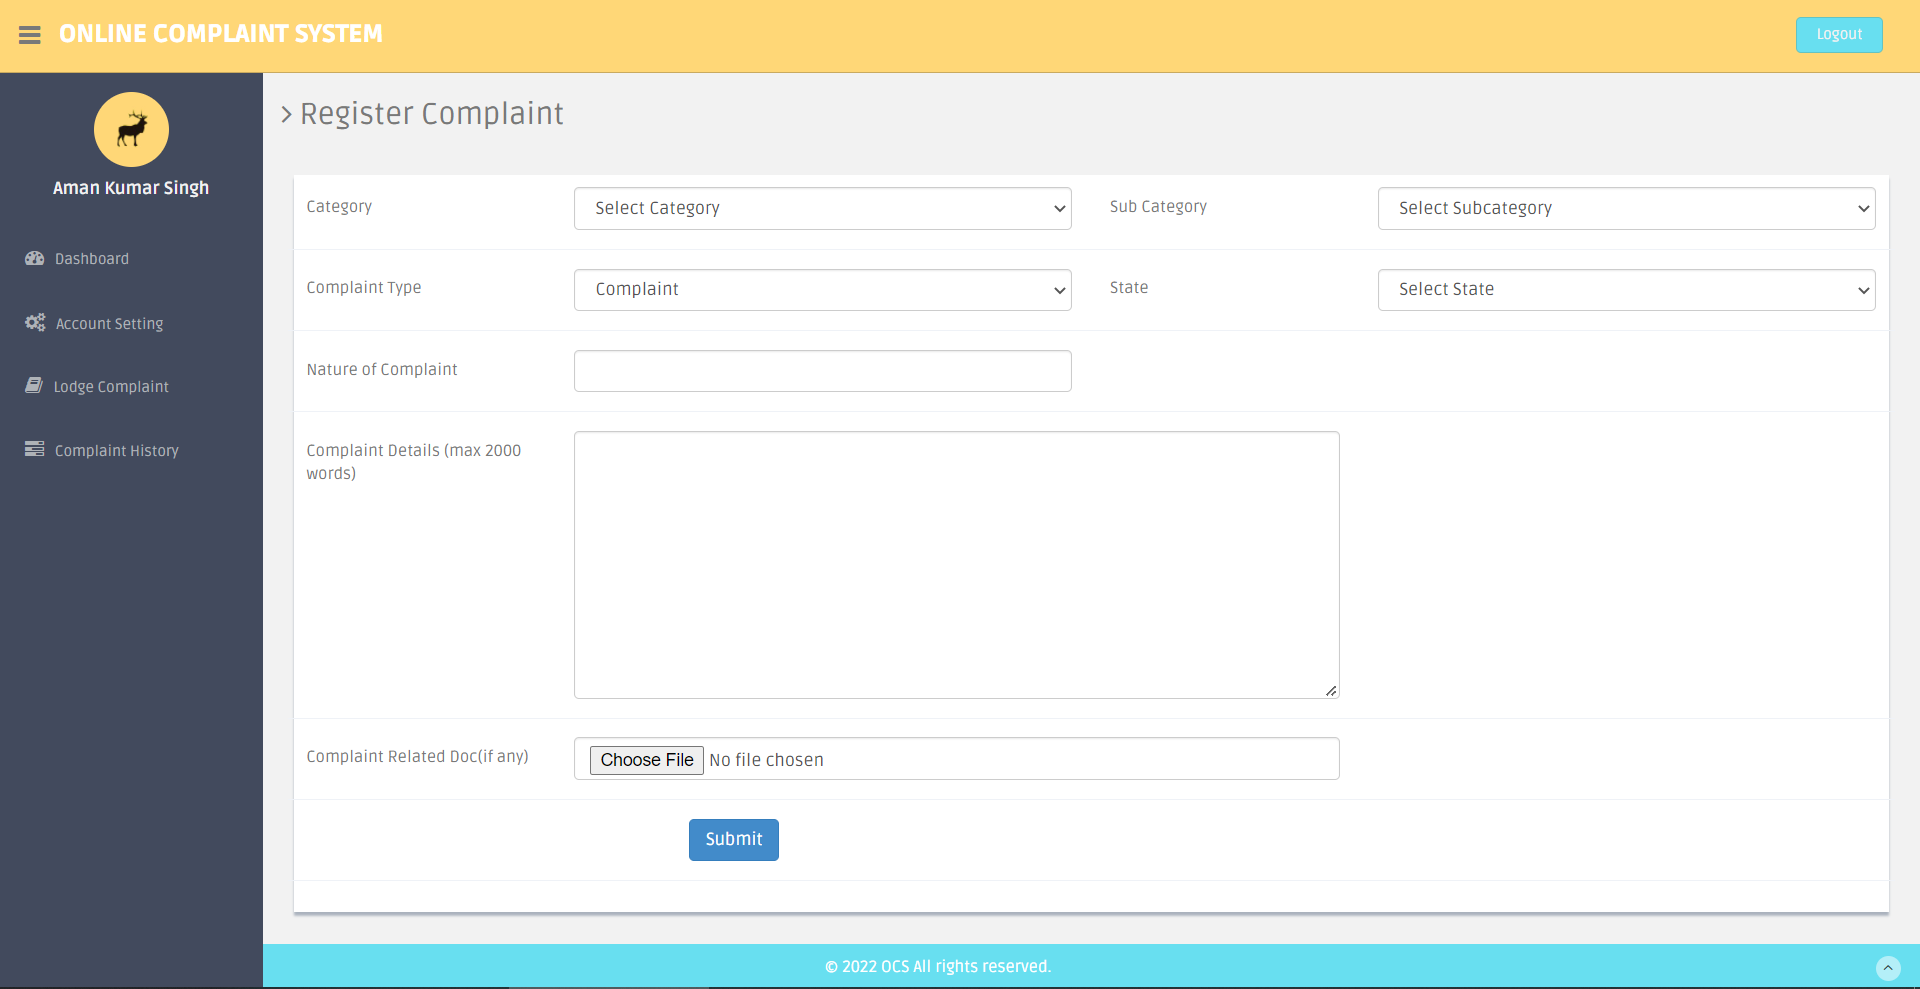 ONLINE COMPLAINT SYSTEM
Logout
Aman Kumar Singh
Dashboard
Account Setting
Lodge Complaint
Complaint History
Register Complaint
Category
Select Category
Sub Category
Select Subcategory
Complaint Type
Complaint
State
Select State
Nature of Complaint
Complaint Details (max 2000
words)
Complaint Related Doc(if any)
Choose File No file chosen
Submit
© 2022 OCS All rights reserved.